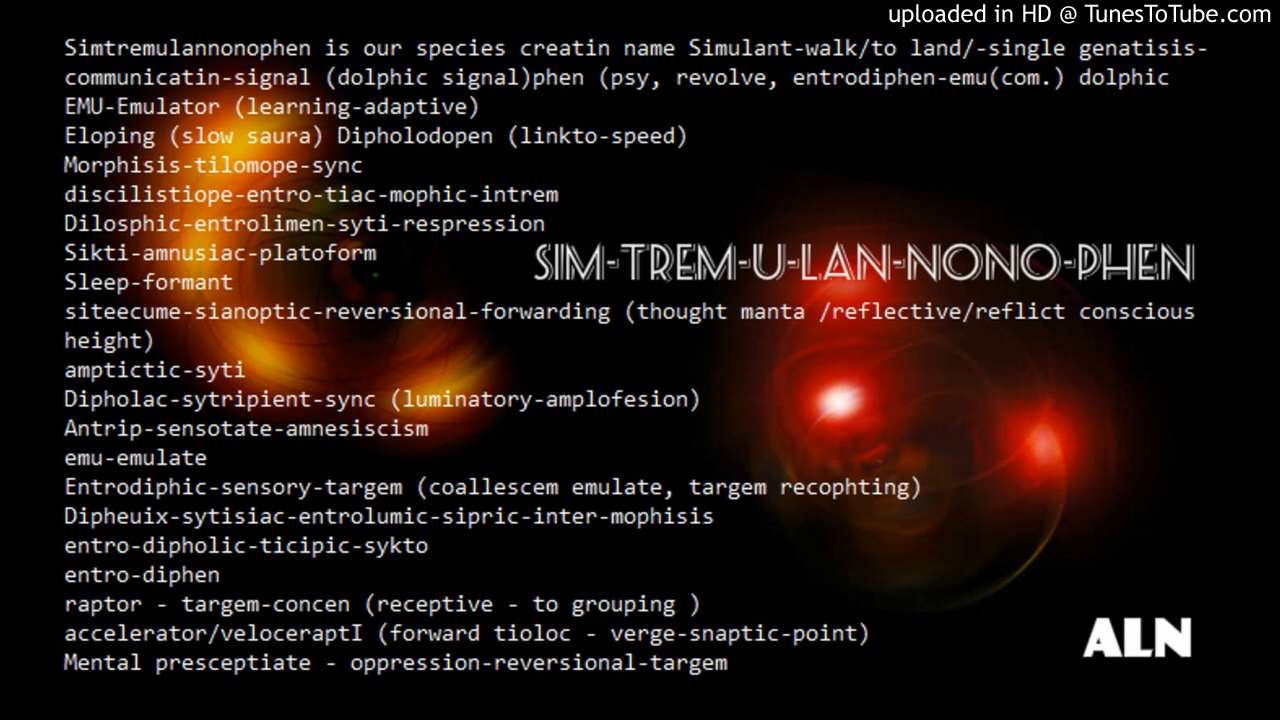 uploaded in HD @ TunesToTube.com
Simtremulannonophen is our species creatin name Simulant-walk/to land/-single genatisis-
communicatin-signal (dolphic signal)phen (psy, revolve, entrodiphen-emu(com.) dolphic
EMU-Emulator (learning-adaptive)
Eloping (slow saura) Dipholodopen (linkto-speed)
Morphisis-tilomope-sync
discilistiope-entro-tiac-mophic-intrem
Dilosphic-entrolimen-syti-respression
Sikti-amnusiac-platoform
SIM-TREM-U-LAN-NONO-PHEN
Sleep-formant
siteecume-sianoptic-reversional-forwarding (thought manta /reflective/reflict conscious
height)
amptictic-syti
Dipholac-sytripient-sync (luminatory-amplofesion)
Antrip-sensotate-amnesiscism
emu-emulate
Entrodiphic-sensory-targem (coallescem emulate, targem recophting)
Dipheuix-sytisiac-entrolumic-sipric-inter-mophisis
entro-dipholic-ticipic-sykto
entro-diphen
raptor - targem-concen (receptive - to grouping )
accelerator/veloceraptI (forward tioloc - verge-snaptic-point)
Mental presceptiate - oppression-reversional-targem
ALN